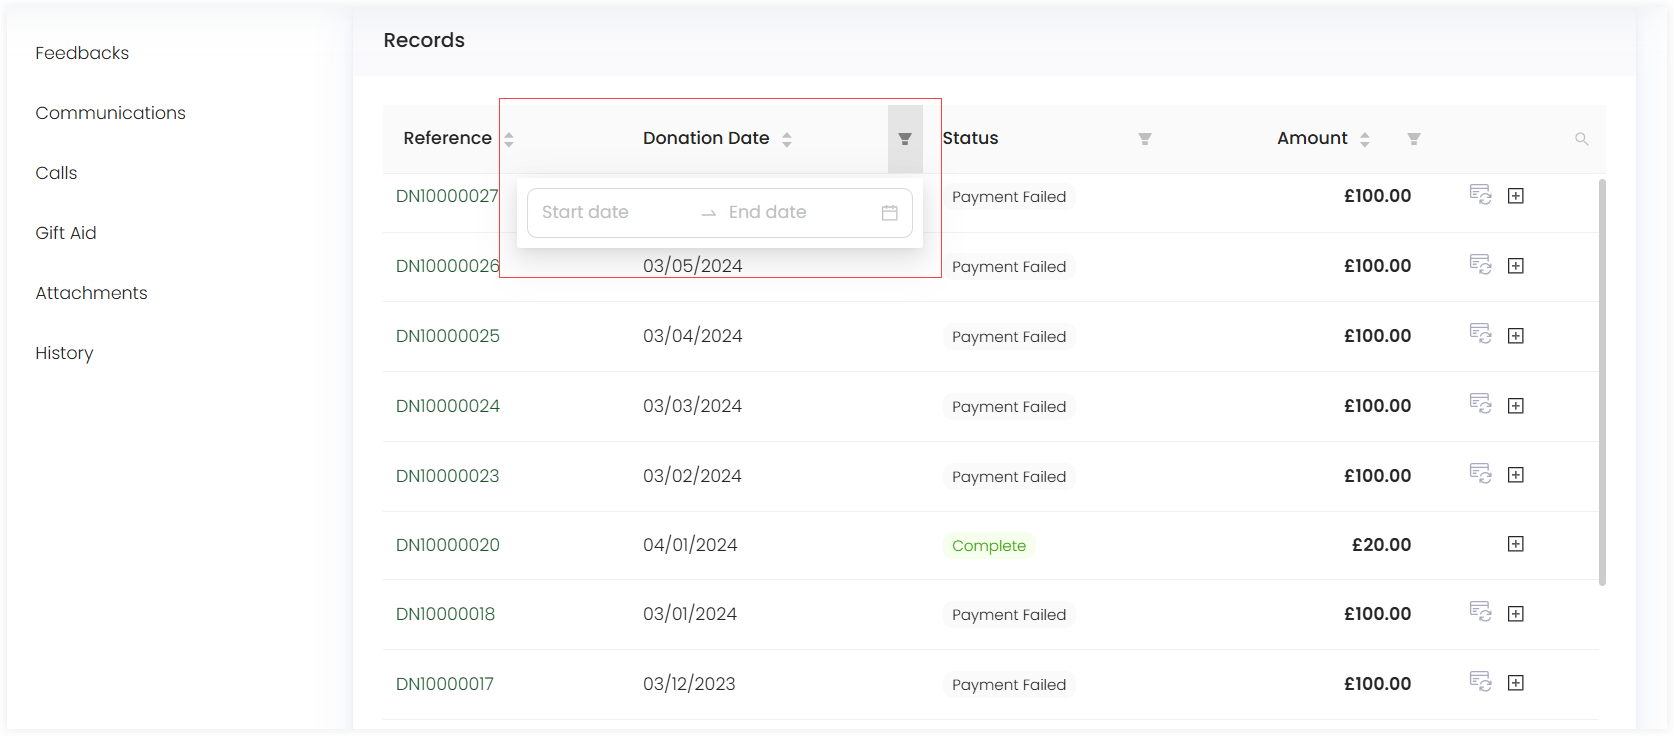 Feedbacks
Communications
Calls
Gift Aid
Attachments
History
Records
Reference Donation Date Status Amount
DN10000027 Payment Failed £100.00
Start date End date
DN10000026 03/05/2024 Payment Failed £100.00
DN10000025 03/04/2024 Payment Failed £100.00
DN10000024 03/03/2024 Payment Failed £100.00
DN10000023 03/02/2024 Payment Failed £100.00
DN10000020 04/01/2024 Complete £20.00
DN10000018 03/01/2024 Payment Failed £100.00
DN10000017 03/12/2023 Payment Failed £100.00